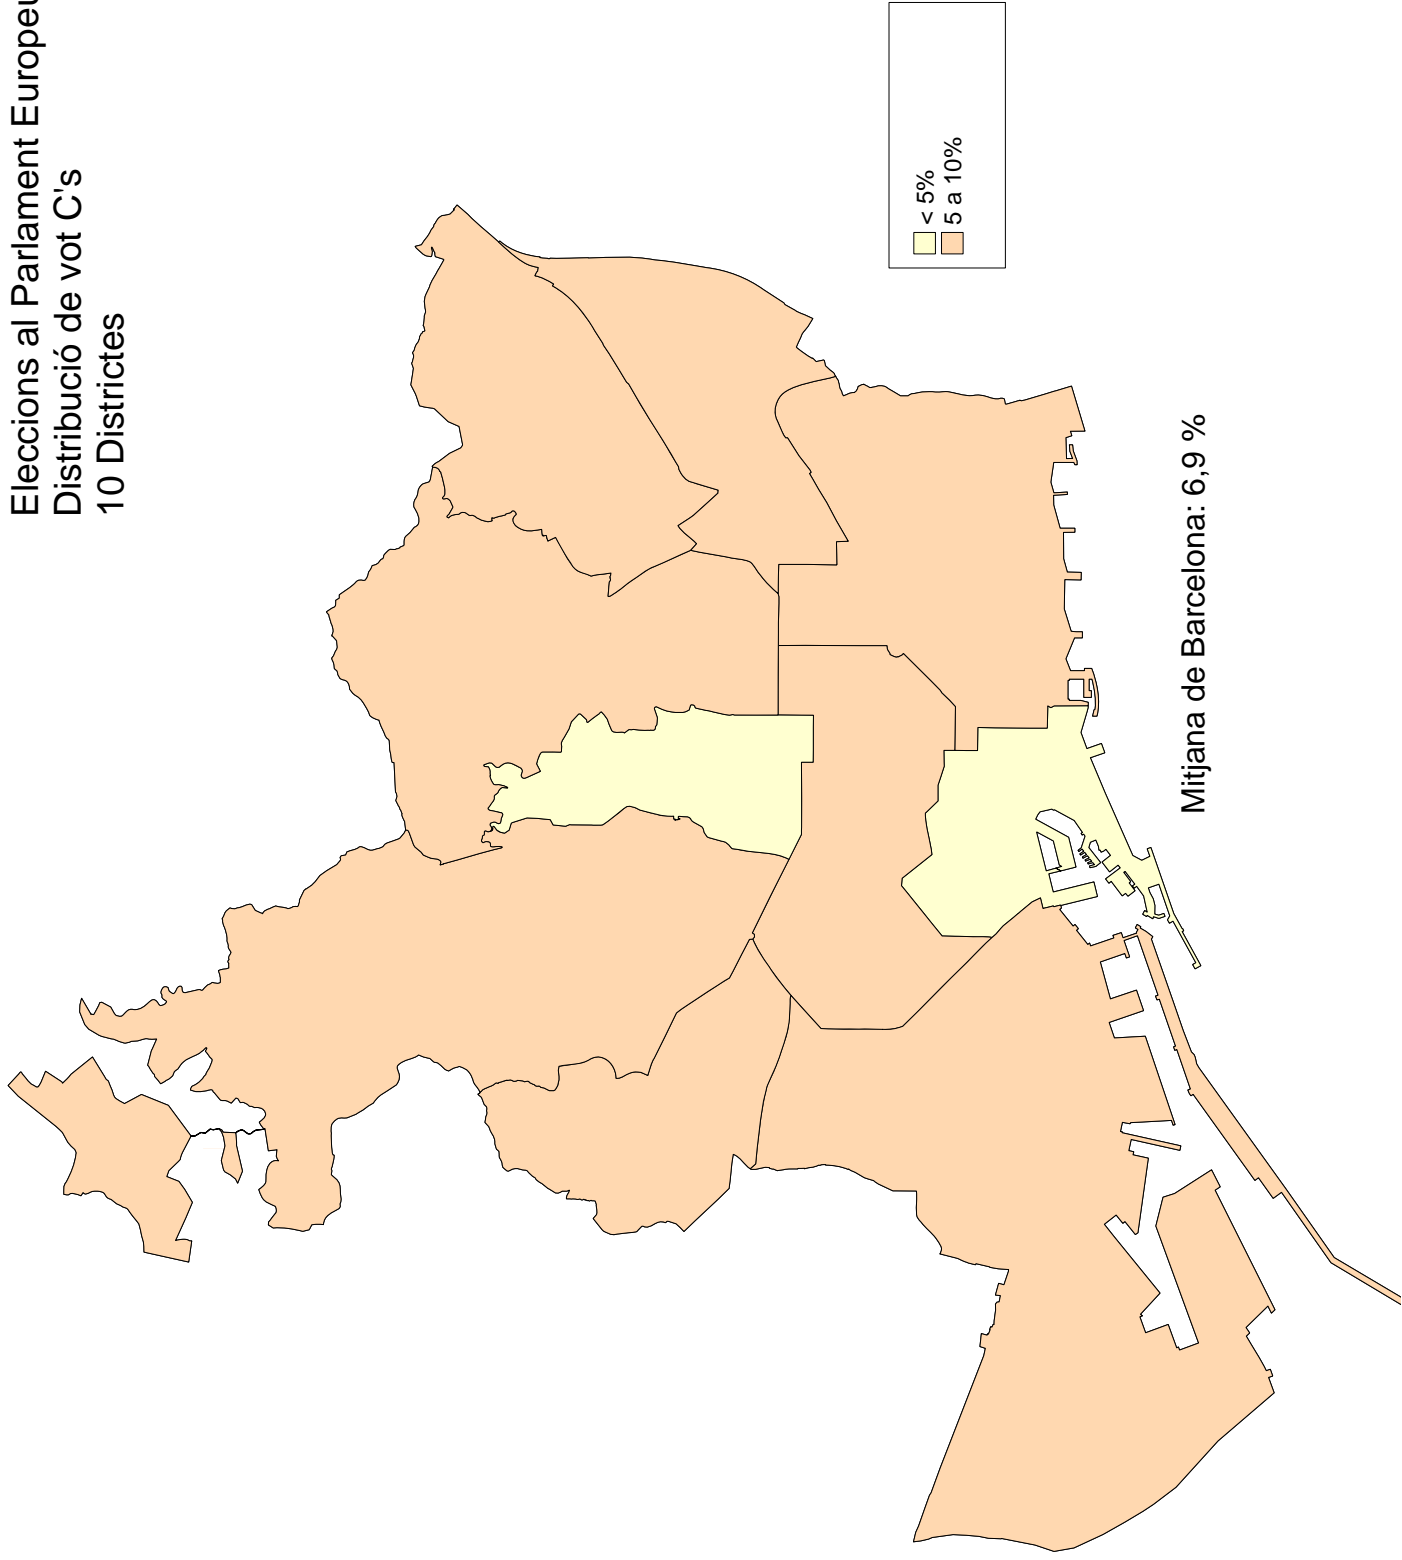 Eleccions al Parlament Europeu
Distribució de vot C's
10 Districtes
< 5%
5 a 10%
Mitjana de Barcelona: 6,9 %